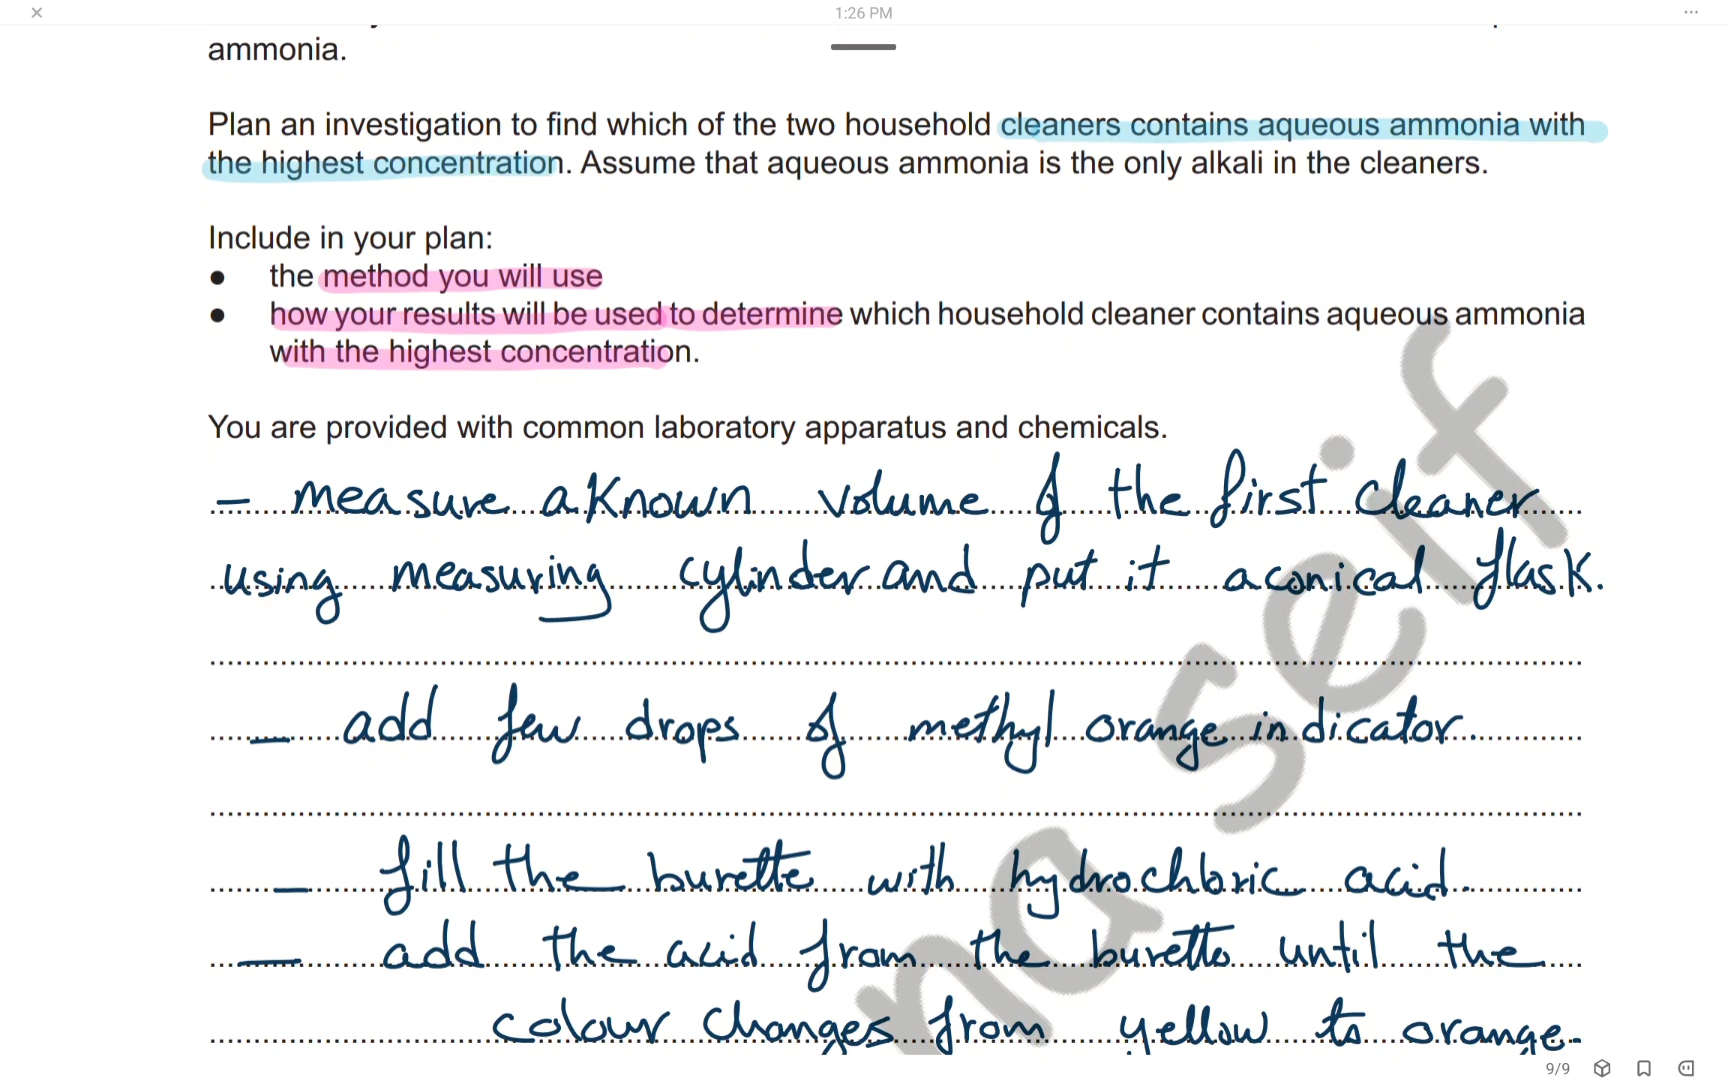 1:26 PM
ammonia.
Plan an investigation to find which of the two household cleaners contains aqueous ammonia with
the highest concentration. Assume that aqueous ammonia is the only alkali in the cleaners.
Include in your plan:
● the method you will use
● how your results will be used to determine which household cleaner contains aqueous ammonia
with the highest concentration.
You are provided with common laboratory apparatus and chemicals.
- measure a known volume of the first cleaner
using measuring cylinder and put it a conical flask.
- add few drops of methyl orange indicator.
- fill the burette with hydrochloric acid.
- add the acid from the burette until the
colour changes from yellow to orange.
na seif
9/9